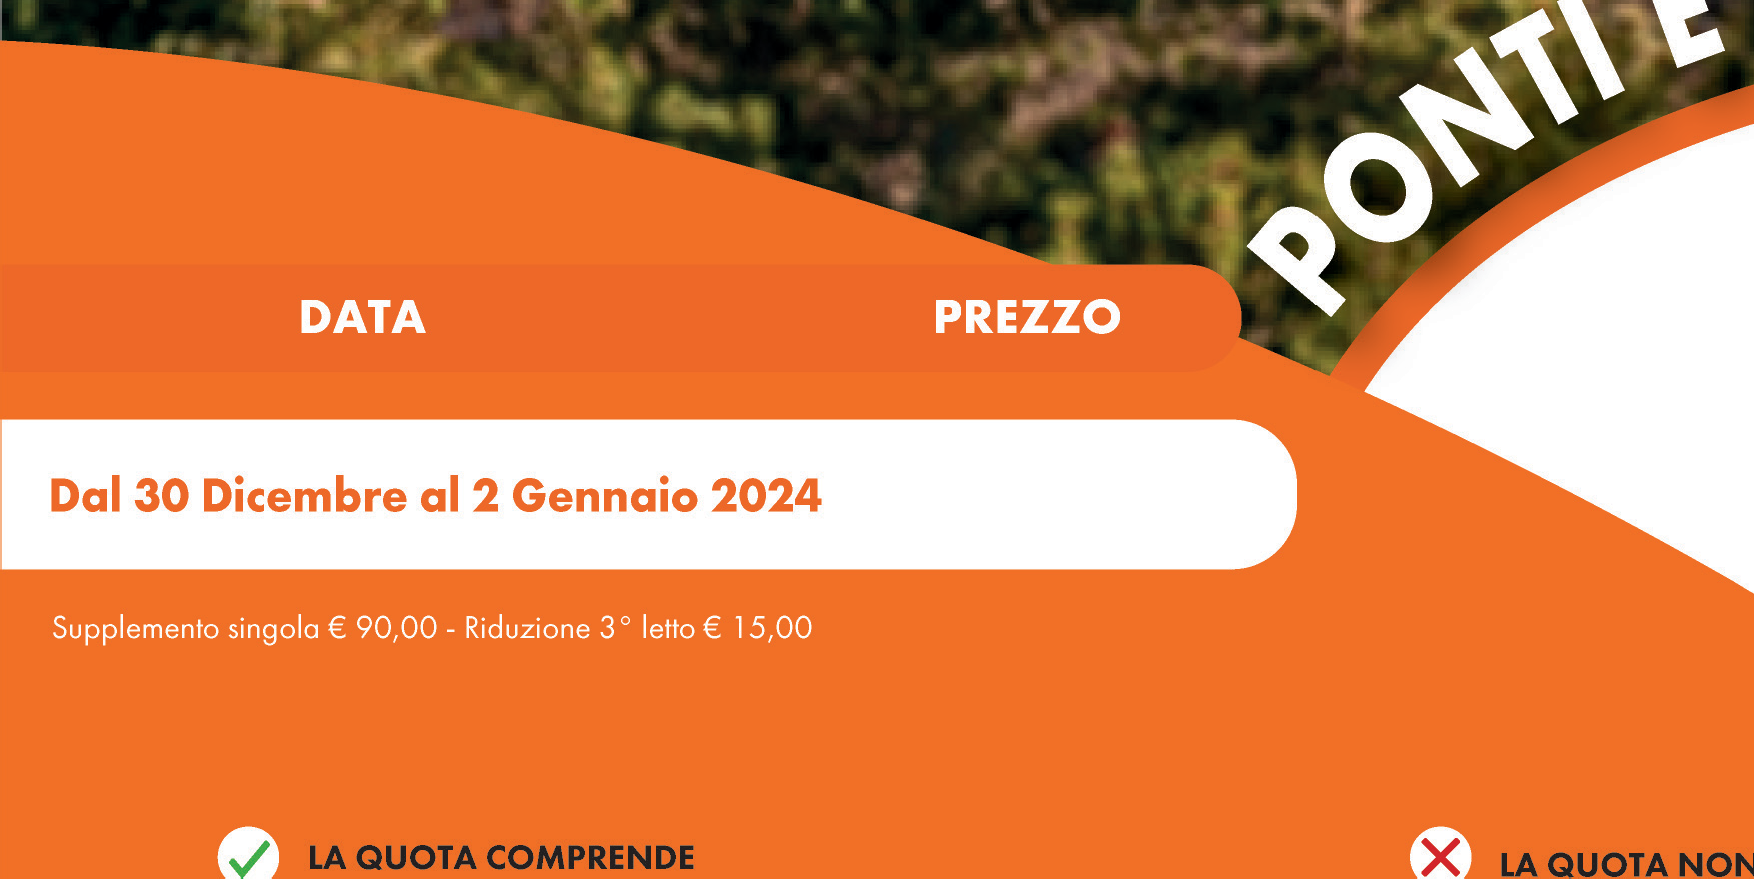 PONTI E
DATA PREZZO
Dal 30 Dicembre al 2 Gennaio 2024
Supplemento singola € 90,00 - Riduzione 3° letto € 15,00
LA QUOTA COMPRENDE
LA QUOTA NON